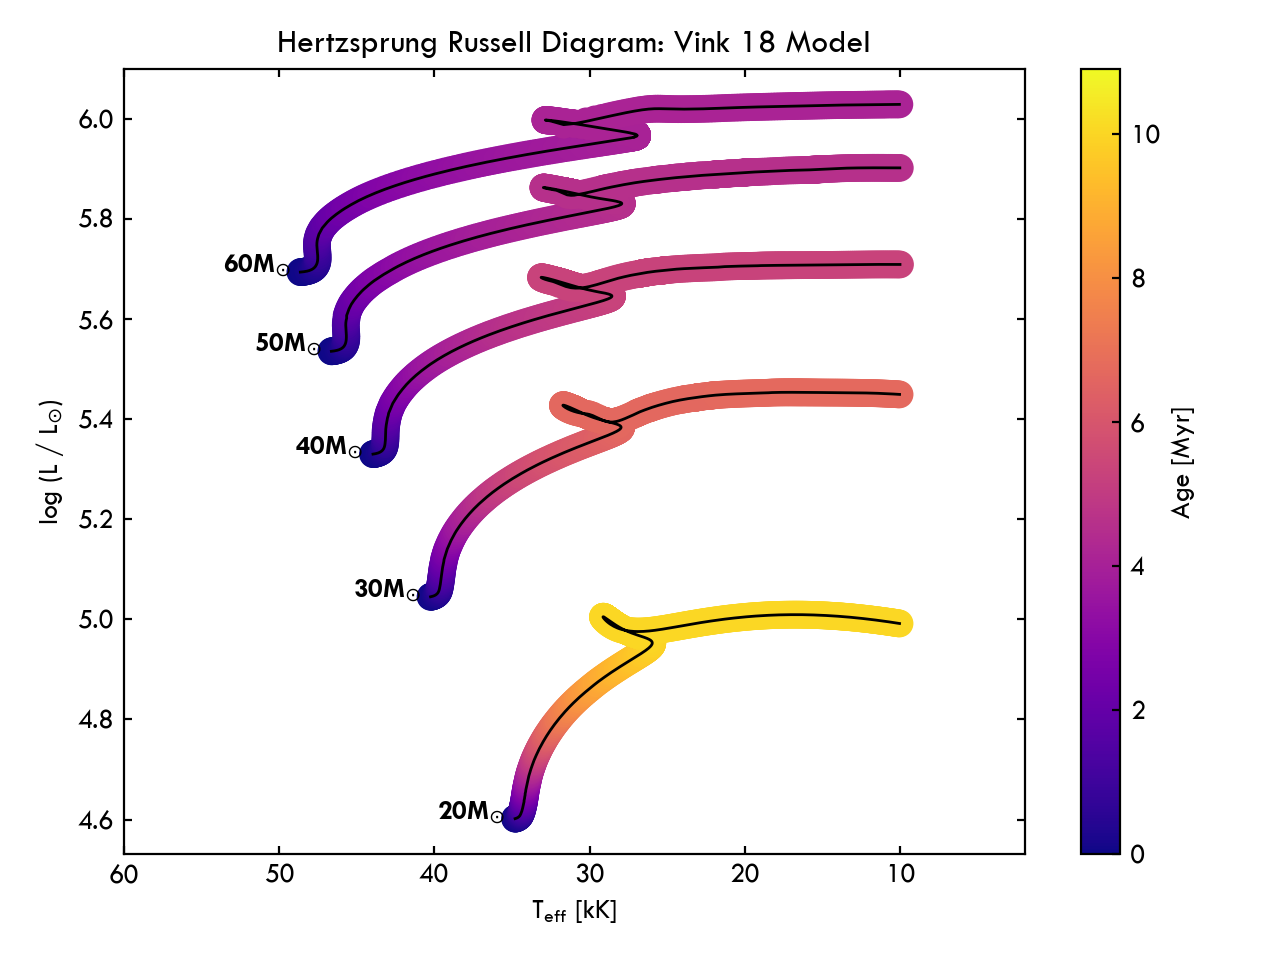 Hertzsprung Russell Diagram: Vink 18 Model
log (L / L☉)
6.0
5.8
5.6
5.4
5.2
5.0
4.8
4.6
60M☉
50M☉
40M☉
30M☉
20M☉
60
50
40
30
20
10
T_eff [kK]
10
8
6
4
2
0
Age [Myr]